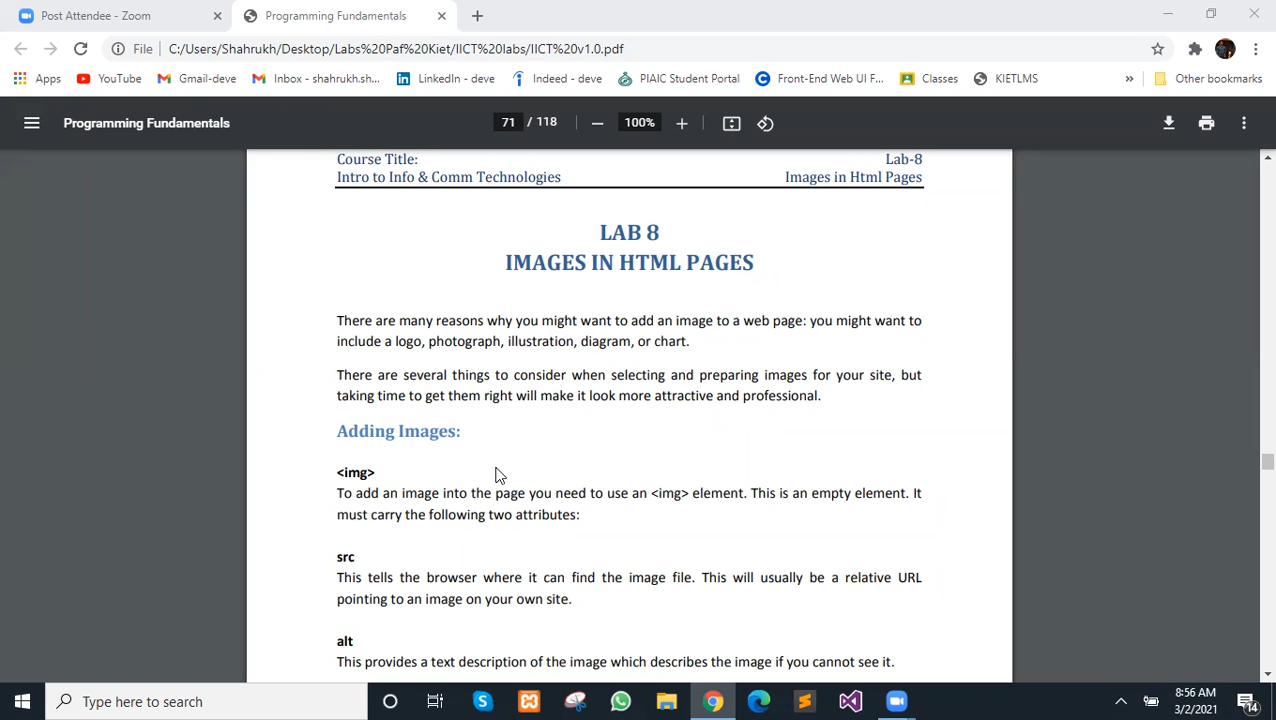 Post Attendee - Zoom
Programming Fundamentals
File
C:/Users/Shahrukh/Desktop/Labs%20Paf%20Kiet/IICT%20labs/IICT%20v1.0.pdf
Apps
YouTube
Gmail-deve
Inbox - shahrukh.sh...
LinkedIn - deve
Indeed - deve
PIAIC Student Portal
Front-End Web UI F...
Classes
KIETLMS
»
Other bookmarks
Programming Fundamentals
71 / 118
100%
Course Title:
Lab-8
Intro to Info & Comm Technologies
Images in Html Pages
LAB 8
IMAGES IN HTML PAGES
There are many reasons why you might want to add an image to a web page: you might want to
include a logo, photograph, illustration, diagram, or chart.
There are several things to consider when selecting and preparing images for your site, but
taking time to get them right will make it look more attractive and professional.
Adding Images:
<img>
To add an image into the page you need to use an <img> element. This is an empty element. It
must carry the following two attributes:
src
This tells the browser where it can find the image file. This will usually be a relative URL
pointing to an image on your own site.
alt
This provides a text description of the image which describes the image if you cannot see it.
Type here to search
8:56 AM
3/2/2021
14